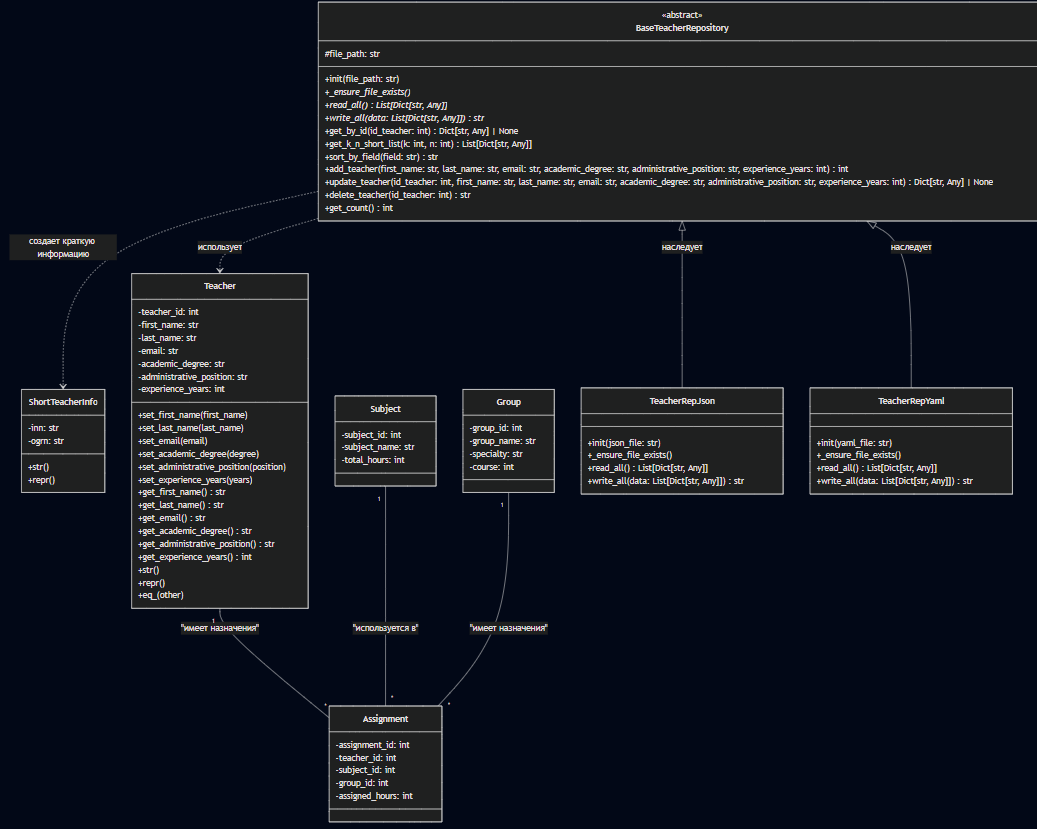 «abstract»
BaseTeacherRepository
#file_path: str
+init(file_path: str)
+_ensure_file_exists()
+read_all() : List[Dict[str, Any]]
+write_all(data: List[Dict[str, Any]]) : str
+get_by_id(id_teacher: int) : Dict[str, Any] | None
+get_k_n_short_list(k: int, n: int) : List[Dict[str, Any]]
+sort_by_field(field: str) : str
+add_teacher(first_name: str, last_name: str, email: str, academic_degree: str, administrative_position: str, experience_years: int) : int
+update_teacher(id_teacher: int, first_name: str, last_name: str, email: str, academic_degree: str, administrative_position: str, experience_years: int) : Dict[str, Any] | None
+delete_teacher(id_teacher: int) : str
+get_count() : int
создает краткую
информацию
использует
наследует
наследует
Teacher
-teacher_id: int
-first_name: str
-last_name: str
-email: str
-academic_degree: str
-administrative_position: str
-experience_years: int
+set_first_name(first_name)
+set_last_name(last_name)
+set_email(email)
+set_academic_degree(degree)
+set_administrative_position(position)
+set_experience_years(years)
+get_first_name() : str
+get_last_name() : str
+get_email() : str
+get_academic_degree() : str
+get_administrative_position() : str
+get_experience_years() : int
+str()
+repr()
+eq_(other)
ShortTeacherInfo
-inn: str
-ogrn: str
+str()
+repr()
Subject
-subject_id: int
-subject_name: str
-total_hours: int
Group
-group_id: int
-group_name: str
-specialty: str
-course: int
TeacherRepJson
+init(json_file: str)
+_ensure_file_exists()
+read_all() : List[Dict[str, Any]]
+write_all(data: List[Dict[str, Any]]) : str
TeacherRepYaml
+init(yaml_file: str)
+_ensure_file_exists()
+read_all() : List[Dict[str, Any]]
+write_all(data: List[Dict[str, Any]]) : str
1
1
1
"имеет назначения"
"используется в"
"имеет назначения"
*
*
*
Assignment
-assignment_id: int
-teacher_id: int
-subject_id: int
-group_id: int
-assigned_hours: int